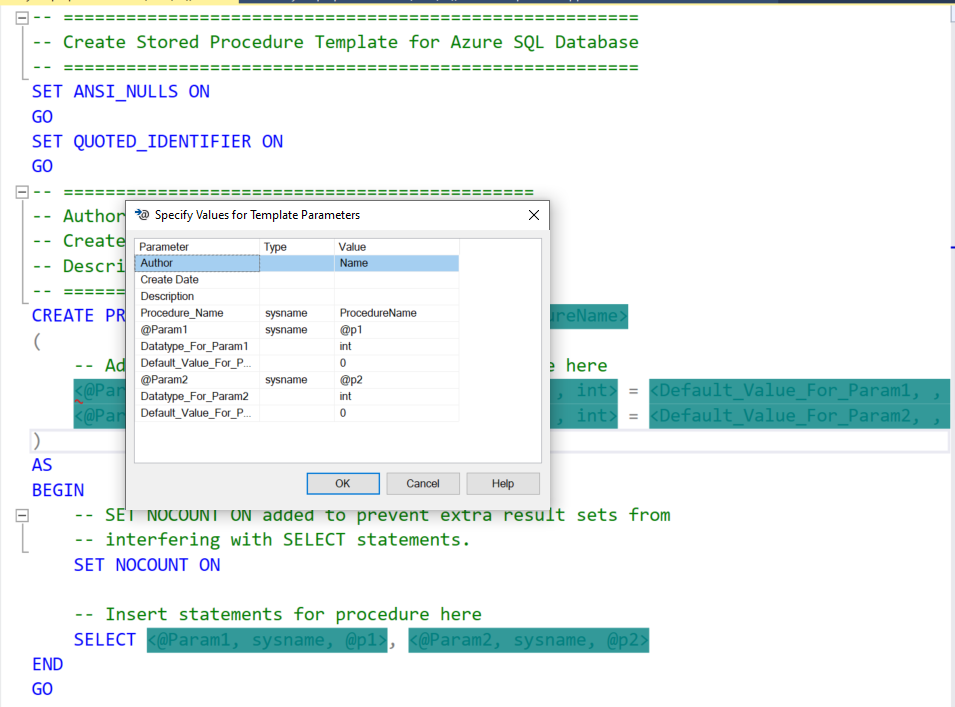 -- =======================================================
-- Create Stored Procedure Template for Azure SQL Database
-- =======================================================
SET ANSI_NULLS ON
GO
SET QUOTED_IDENTIFIER ON
GO
-- =============================================
-- Author
-- Create
-- Descri
-- ======
CREATE PR
ureName>
(
-- Ad
e here
<@Par
, int> = <Default_Value_For_Param1, ,
<@Par
, int> = <Default_Value_For_Param2, ,
)
AS
BEGIN
-- SET NOCOUNT ON added to prevent extra result sets from
-- interfering with SELECT statements.
SET NOCOUNT ON
-- Insert statements for procedure here
SELECT <@Param1, sysname, @p1>, <@Param2, sysname, @p2>
END
GO
Specify Values for Template Parameters
Parameter Type Value
Author Name
Create Date
Description
Procedure_Name sysname ProcedureName
@Param1 sysname @p1
Datatype_For_Param1 int
Default_Value_For_P... 0
@Param2 sysname @p2
Datatype_For_Param2 int
Default_Value_For_P... 0
OK Cancel Help